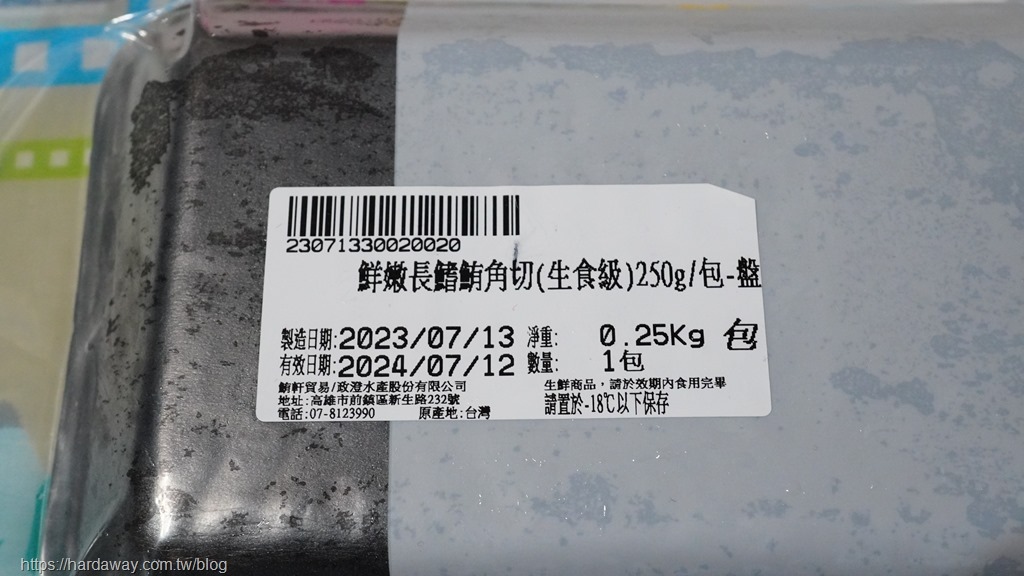 23071330020020
鮮嫩長鰭鮪角切(生食級)250g/包-盤
製造日期:2023/07/13 淨重: 0.25Kg 包
有效日期:2024/07/12 數量: 1包
鮪軒貿易/政澄水產股份有限公司
生鮮商品，請於效期內食用完畢
地址:高雄市前鎮區新生路232號
請置於-18℃以下保存
電話:07-8123990 原產地:台灣
https://hardaway.com.tw/blog